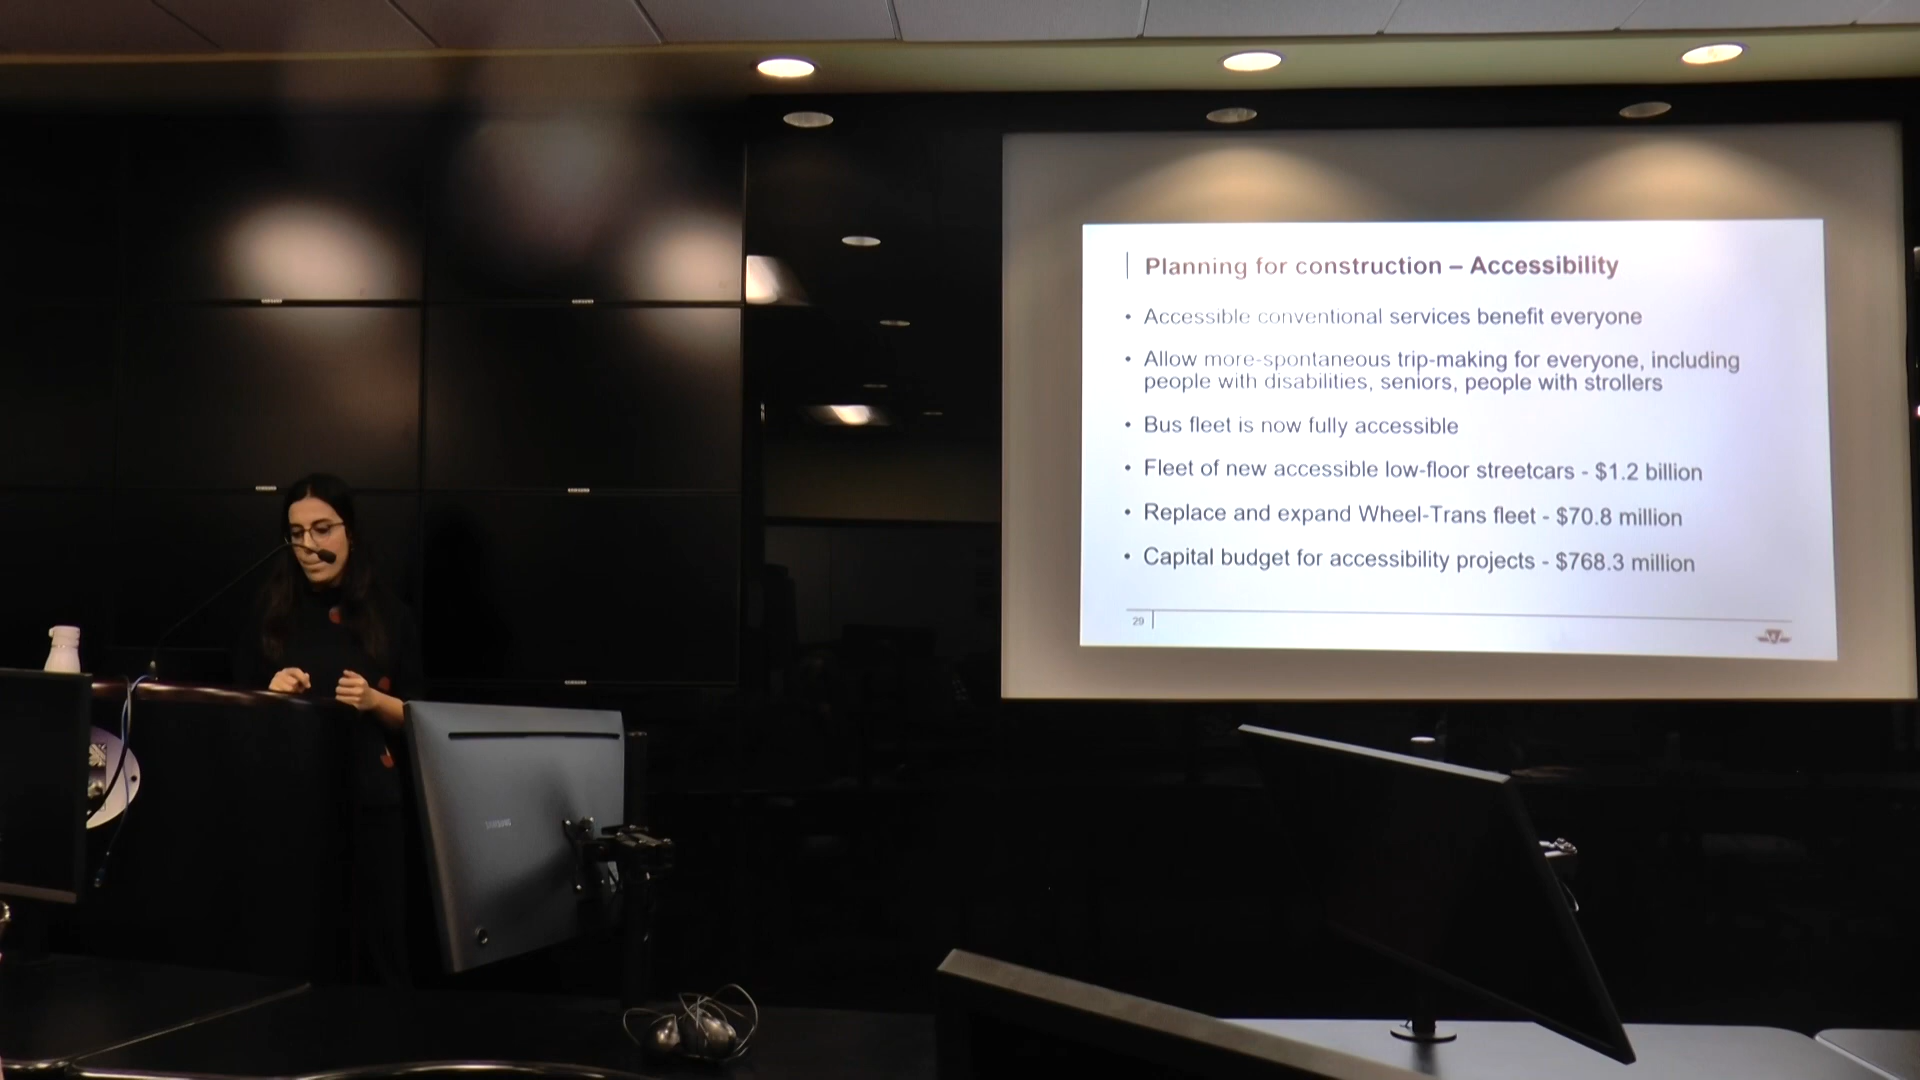 Planning for construction – Accessibility
• Accessible conventional services benefit everyone
• Allow more-spontaneous trip-making for everyone, including
people with disabilities, seniors, people with strollers
• Bus fleet is now fully accessible
• Fleet of new accessible low-floor streetcars - $1.2 billion
• Replace and expand Wheel-Trans fleet - $70.8 million
• Capital budget for accessibility projects - $768.3 million
29
SAMSUNG